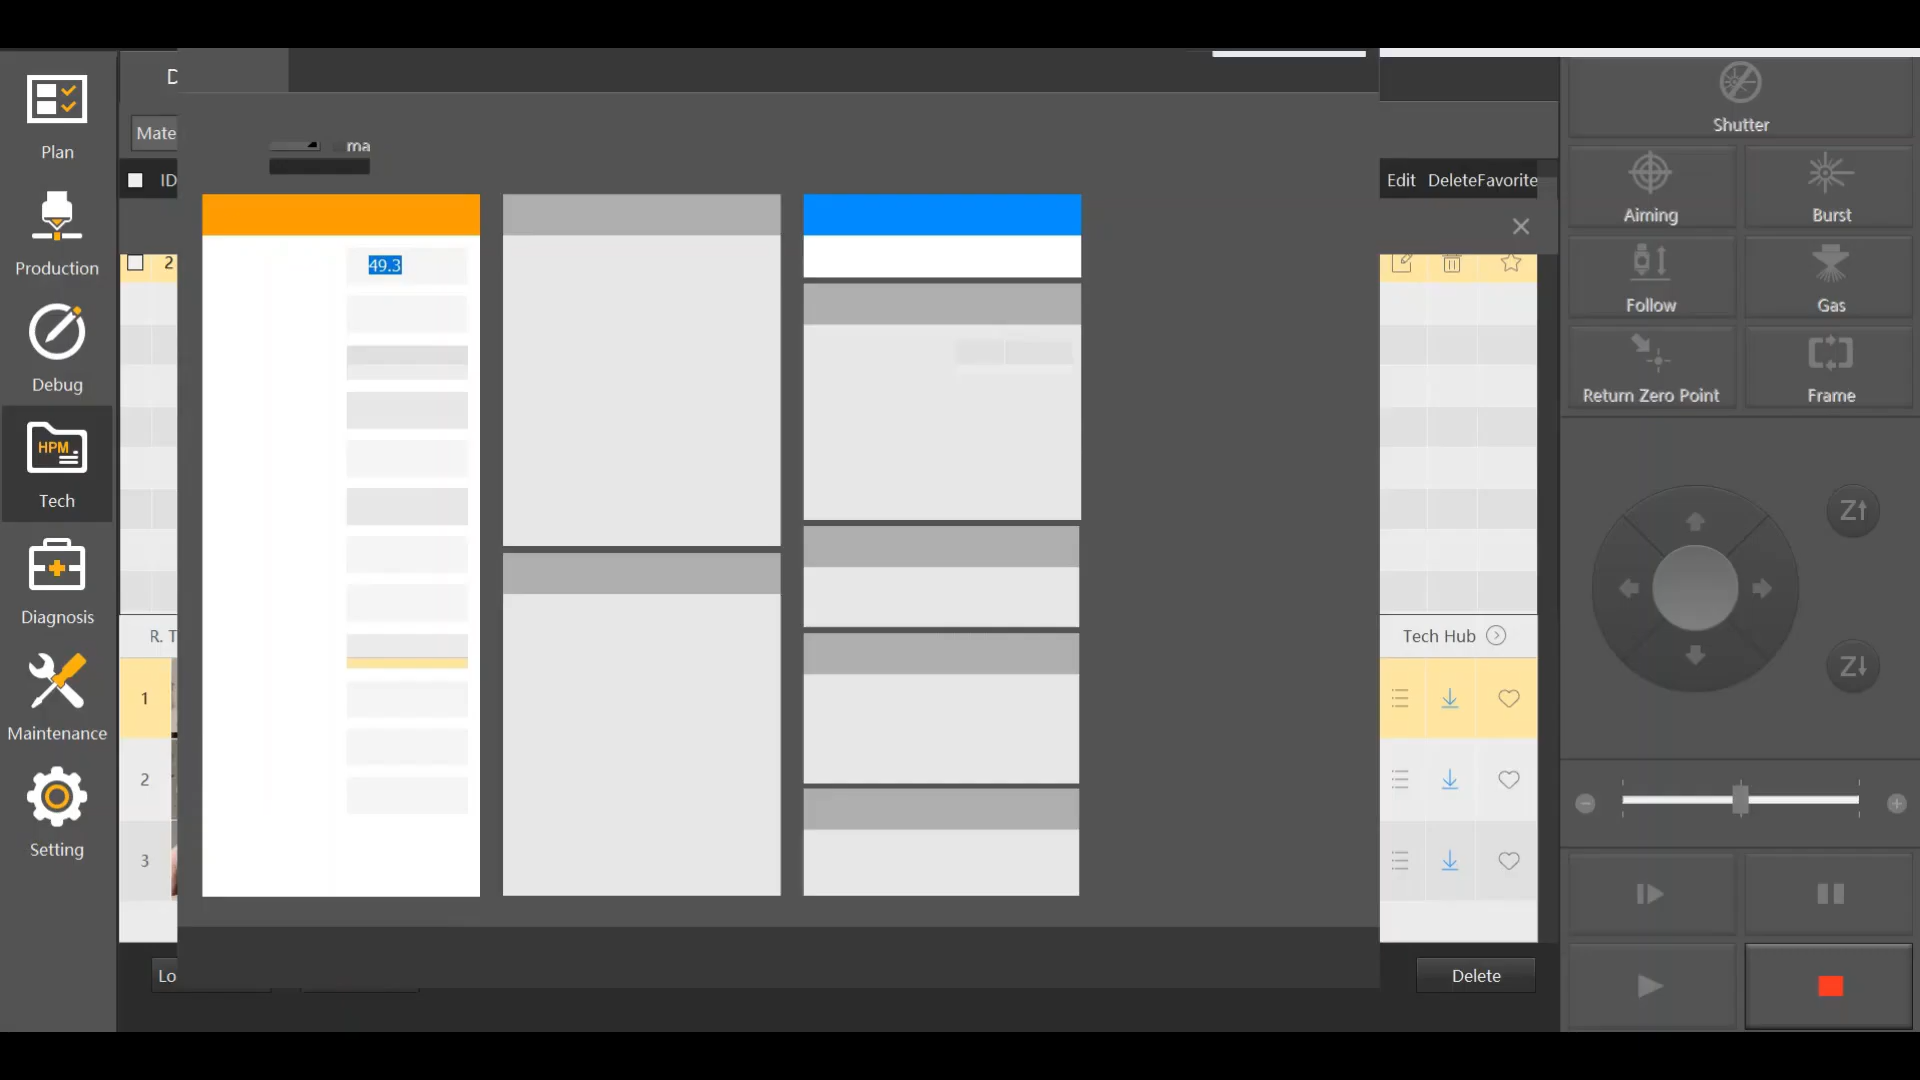 Plan
Production
Debug
HPM
Tech
Diagnosis
Maintenance
Setting
D
Mate
ID
2
ma
49.3
Edit DeleteFavorite
R. T
Tech Hub
1
2
3
Lo
Delete
Shutter
Aiming
Burst
Follow
Gas
Return Zero Point
Frame
Z↑
Z↓